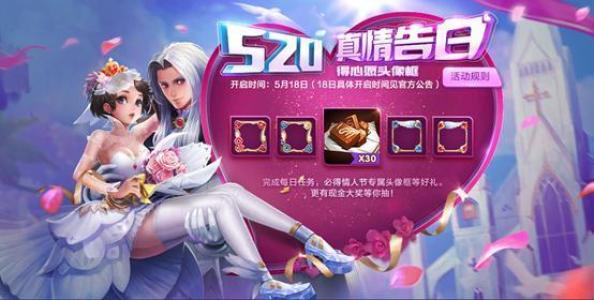 520 真情告白
得心愿头像框
活动规则
开启时间：5月18日（18日具体开启时间见官方公告）
X30
完成每日任务，必得情人节专属头像框等好礼。
更有现金大奖等你抽！